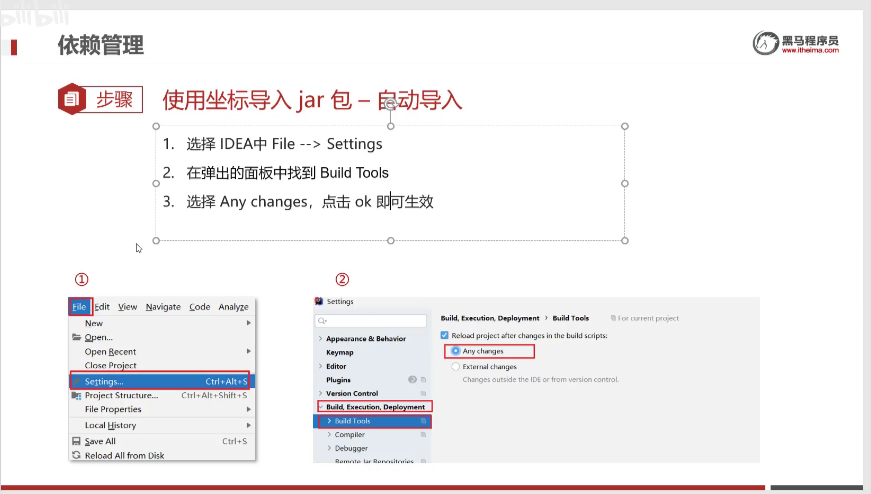 bilibili
依赖管理
黑马程序员
www.itheima.com
步骤
使用坐标导入 jar 包 – 自动导入
1. 选择 IDEA中 File --> Settings
2. 在弹出的面板中找到 Build Tools
3. 选择 Any changes，点击 ok 即可生效
①
File Edit View Navigate Code Analyze
New
Open...
Open Recent
Close Project
Settings... Ctrl+Alt+S
Project Structure... Ctrl+Alt+Shift+S
File Properties
Local History
Save All Ctrl+S
Reload All from Disk
②
Settings
Appearance & Behavior
Keymap
Editor
Plugins
Version Control
Build, Execution, Deployment
Build Tools
Compiler
Debugger
Remote Jar Repositories
Build, Execution, Deployment › Build Tools For current project
Reload project after changes in the build scripts:
Any changes
External changes
Changes outside the IDE or from version control.